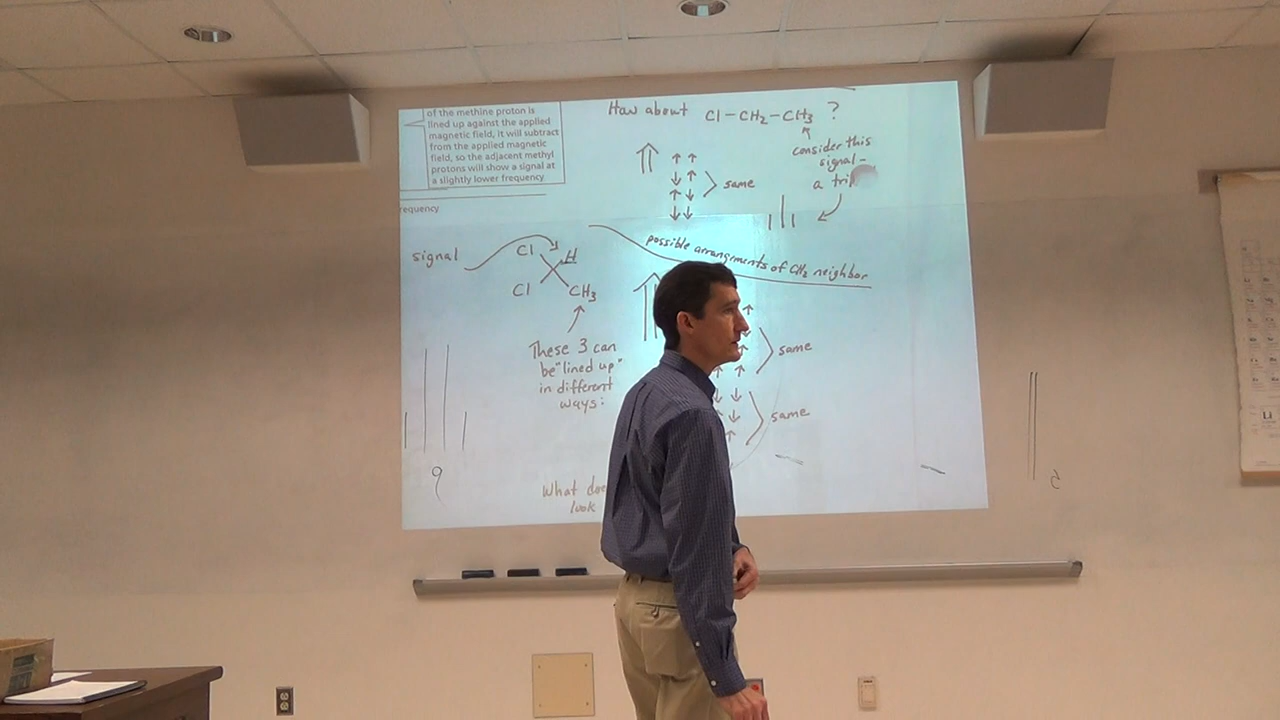 of the methine proton is
lined up against the applied
magnetic field, it will subtract
from the applied magnetic
field, so the adjacent methyl
protons will show a signal at
a slightly lower frequency
requency
How about Cl-CH2-CH3 ?
consider this
signal-
a tri
same
possible arrangements of CH2 neighbor
signal
Cl H
Cl CH3
These 3 can
be "lined up"
in different
ways:
same
same
What doe
look
Li